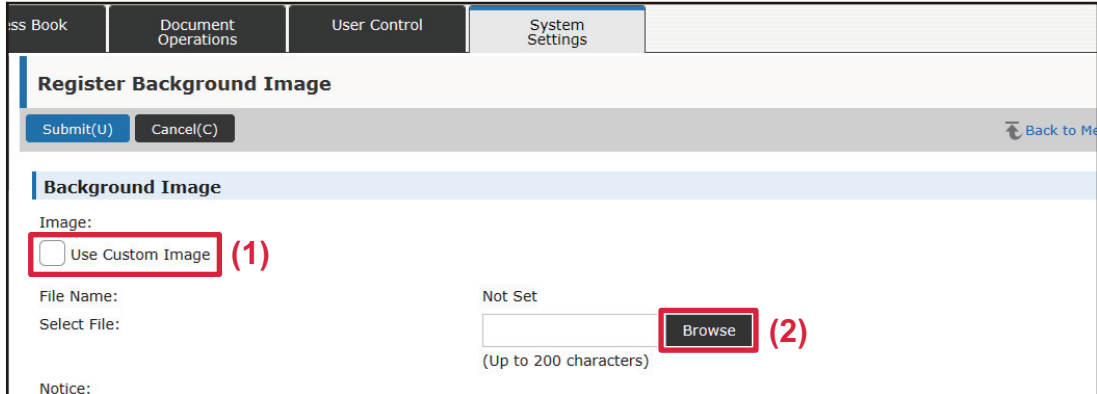 ess Book
Document
Operations
User Control
System
Settings
Register Background Image
Submit(U)
Cancel(C)
Back to Me
Background Image
Image:
Use Custom Image (1)
File Name: Not Set
Select File:
Browse (2)
(Up to 200 characters)
Notice: